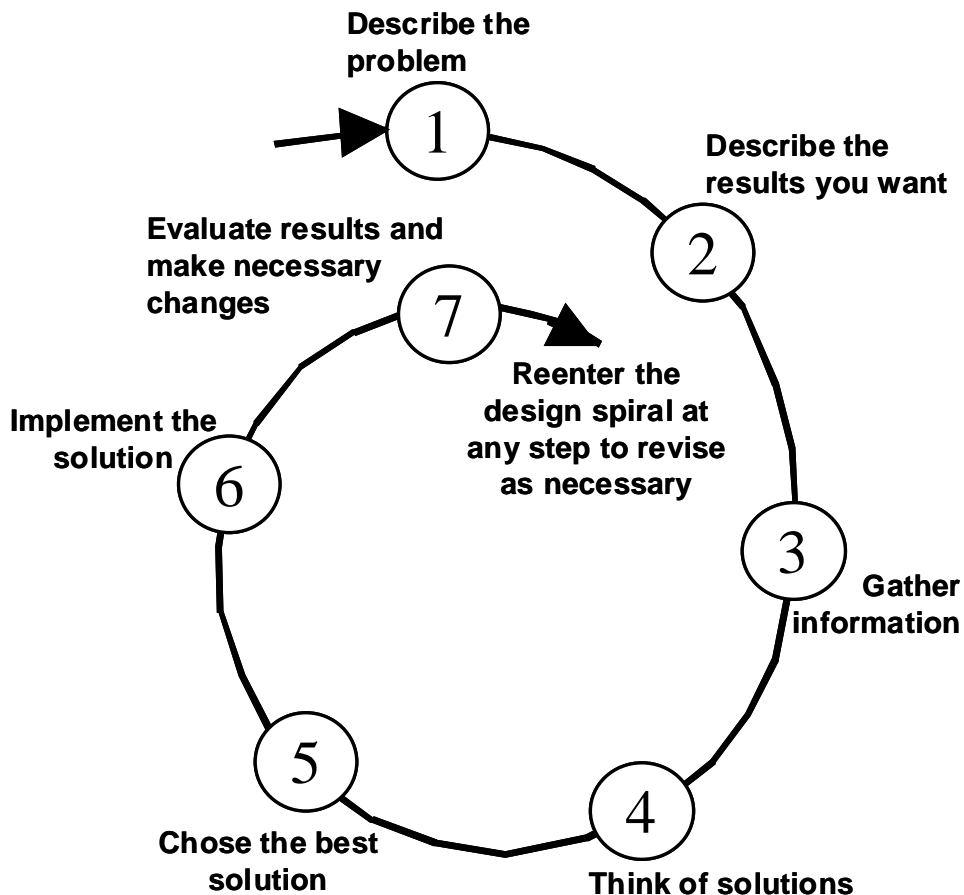 Describe the
problem
1
Describe the
results you want
2
3
Gather
information
4
Think of solutions
5
Chose the best
solution
6
Implement the
solution
7
Evaluate results and
make necessary
changes
Reenter the
design spiral at
any step to revise
as necessary